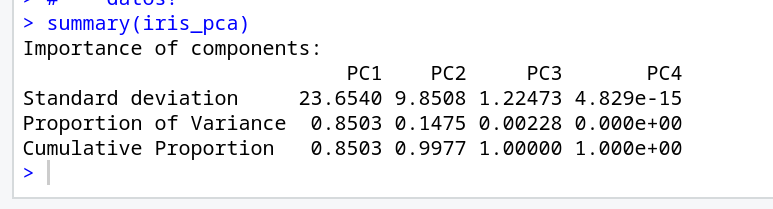 > summary(iris_pca)
Importance of components:
                          PC1    PC2     PC3       PC4
Standard deviation     23.6540 9.8508 1.22473 4.829e-15
Proportion of Variance  0.8503 0.1475 0.00228 0.000e+00
Cumulative Proportion   0.8503 0.9977 1.00000 1.000e+00
>